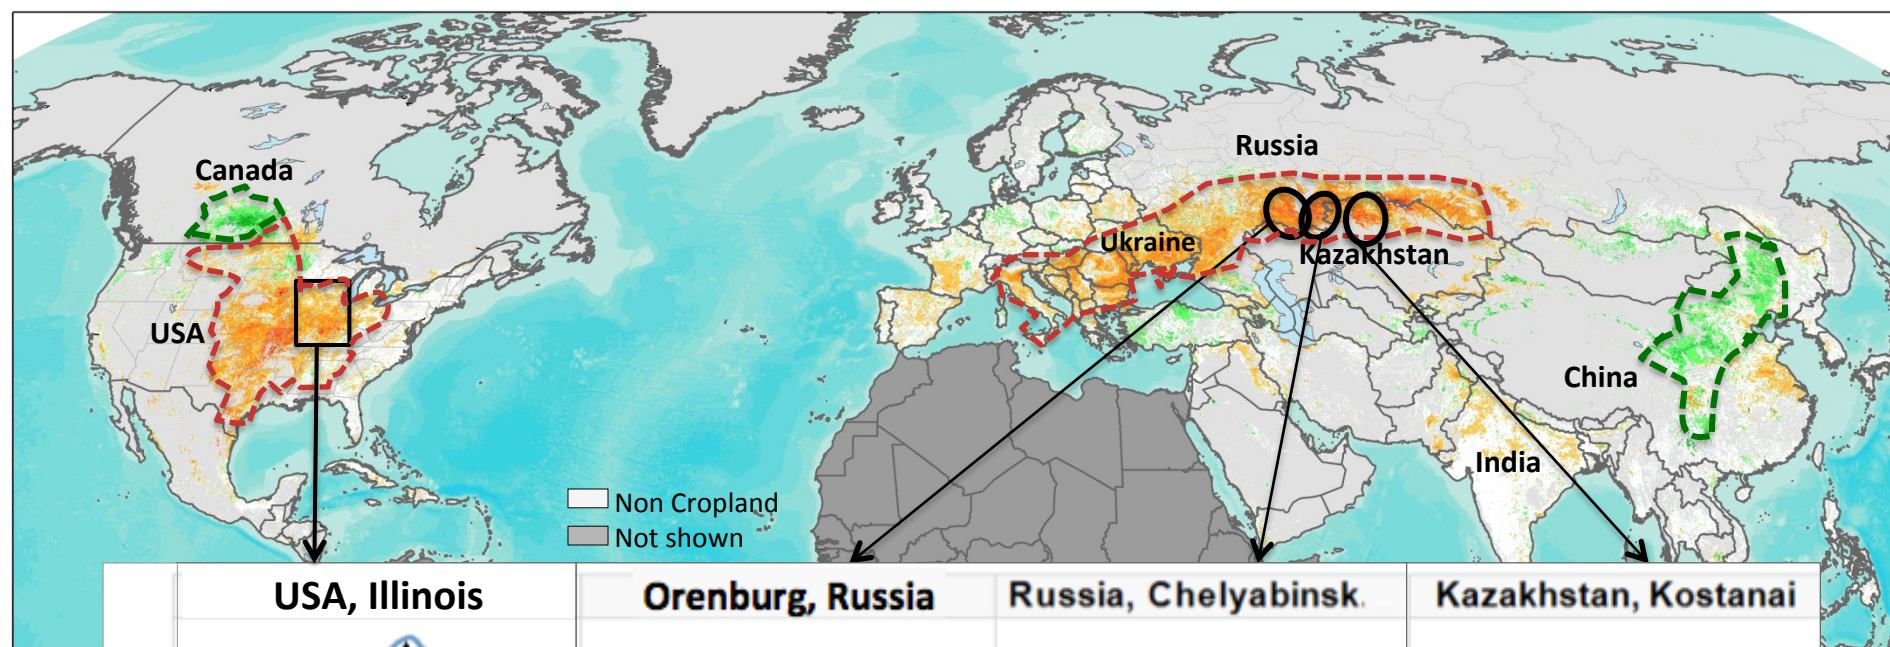 Russia
Canada
Ukraine
Kazakhstan
USA
China
India
Non Cropland
Not shown
USA, Illinois
Orenburg, Russia
Russia, Chelyabinsk.
Kazakhstan, Kostanai